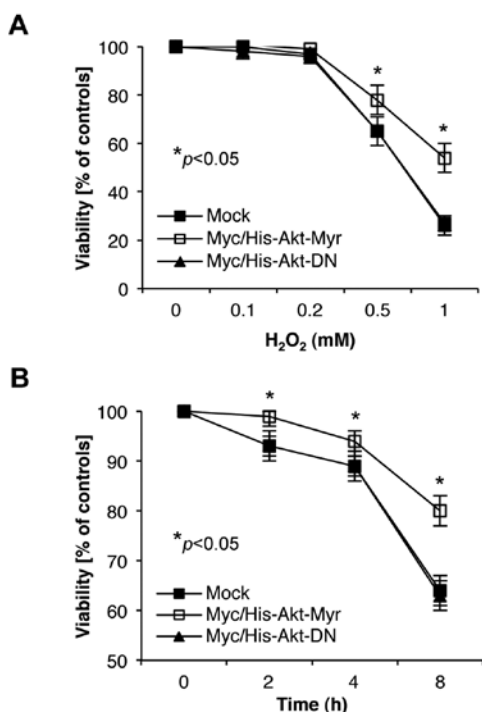 A
Viability [% of controls]
100
80
60
40
20
0
*
*
*p<0.05
Mock
Myc/His-Akt-Myr
Myc/His-Akt-DN
0 0.1 0.2 0.5 1
H₂O₂ (mM)
B
Viability [% of controls]
100
90
80
70
60
50
*
*
*
*p<0.05
Mock
Myc/His-Akt-Myr
Myc/His-Akt-DN
0 2 4 8
Time (h)